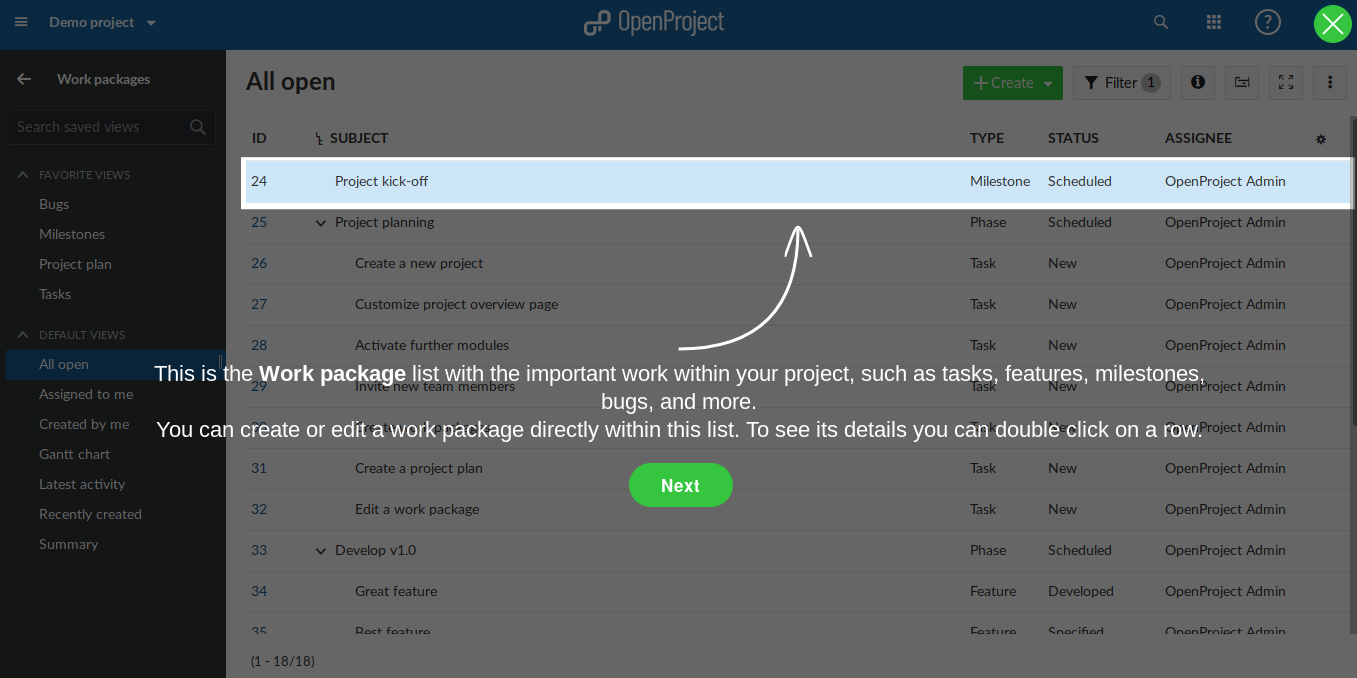 Demo project
OpenProject
?
Work packages
All open
Create
Filter 1
Search saved views
ID SUBJECT TYPE STATUS ASSIGNEE
FAVORITE VIEWS
24 Project kick-off Milestone Scheduled OpenProject Admin
Bugs
25 Project planning Phase Scheduled OpenProject Admin
Milestones
Project plan
26 Create a new project Task New OpenProject Admin
Tasks
27 Customize project overview page Task New OpenProject Admin
DEFAULT VIEWS
28 Activate further modules Task New OpenProject Admin
All open
This is the Work package list with the important work within your project, such as tasks, features, milestones,
bugs, and more.
29 Invite new team members Task New OpenProject Admin
Assigned to me
Created by me
You can create or edit a work package directly within this list. To see its details you can double click on a row.
Task New OpenProject Admin
Gantt chart
31 Create a project plan Task New OpenProject Admin
Latest activity
Next
Recently created
32 Edit a work package Task New OpenProject Admin
Summary
33 Develop v1.0 Phase Scheduled OpenProject Admin
34 Great feature Feature Developed OpenProject Admin
35 Best feature Feature Specified OpenProject Admin
(1 - 18/18)